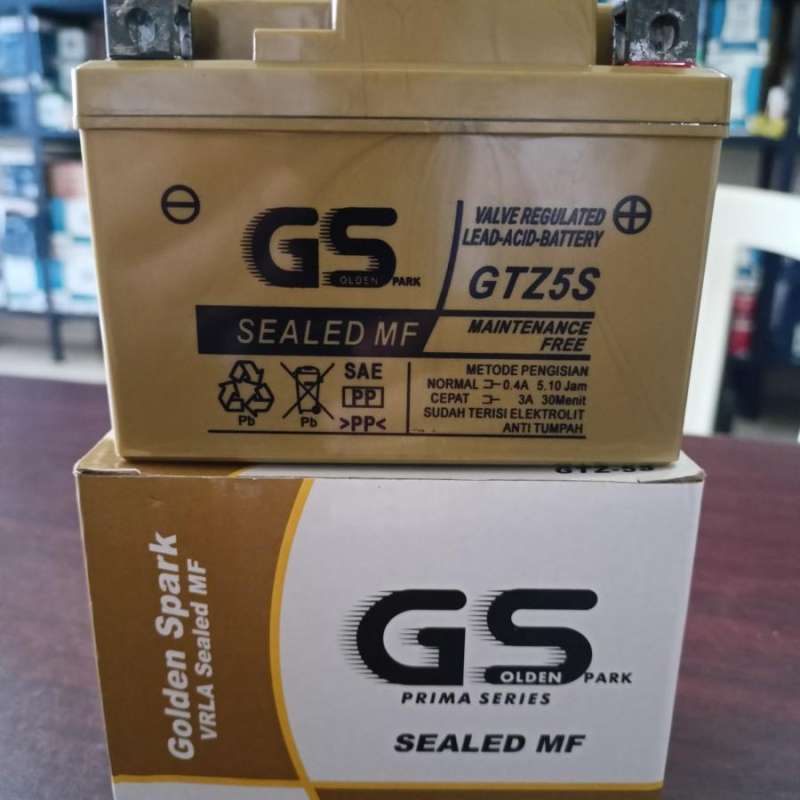 GS
OLDEN PARK
VALVE REGULATED
LEAD-ACID-BATTERY
GTZ5S
SEALED MF
MAINTENANCE
FREE
Pb
Pb
SAE
PP
>PP<
METODE PENGISIAN
NORMAL 0.4A 5.10 Jam
CEPAT 3A 30Menit
SUDAH TERISI ELEKTROLIT
ANTI TUMPAH
GTZ-5S
Golden Spark
VRLA Sealed MF
GS
OLDEN PARK
PRIMA SERIES
SEALED MF